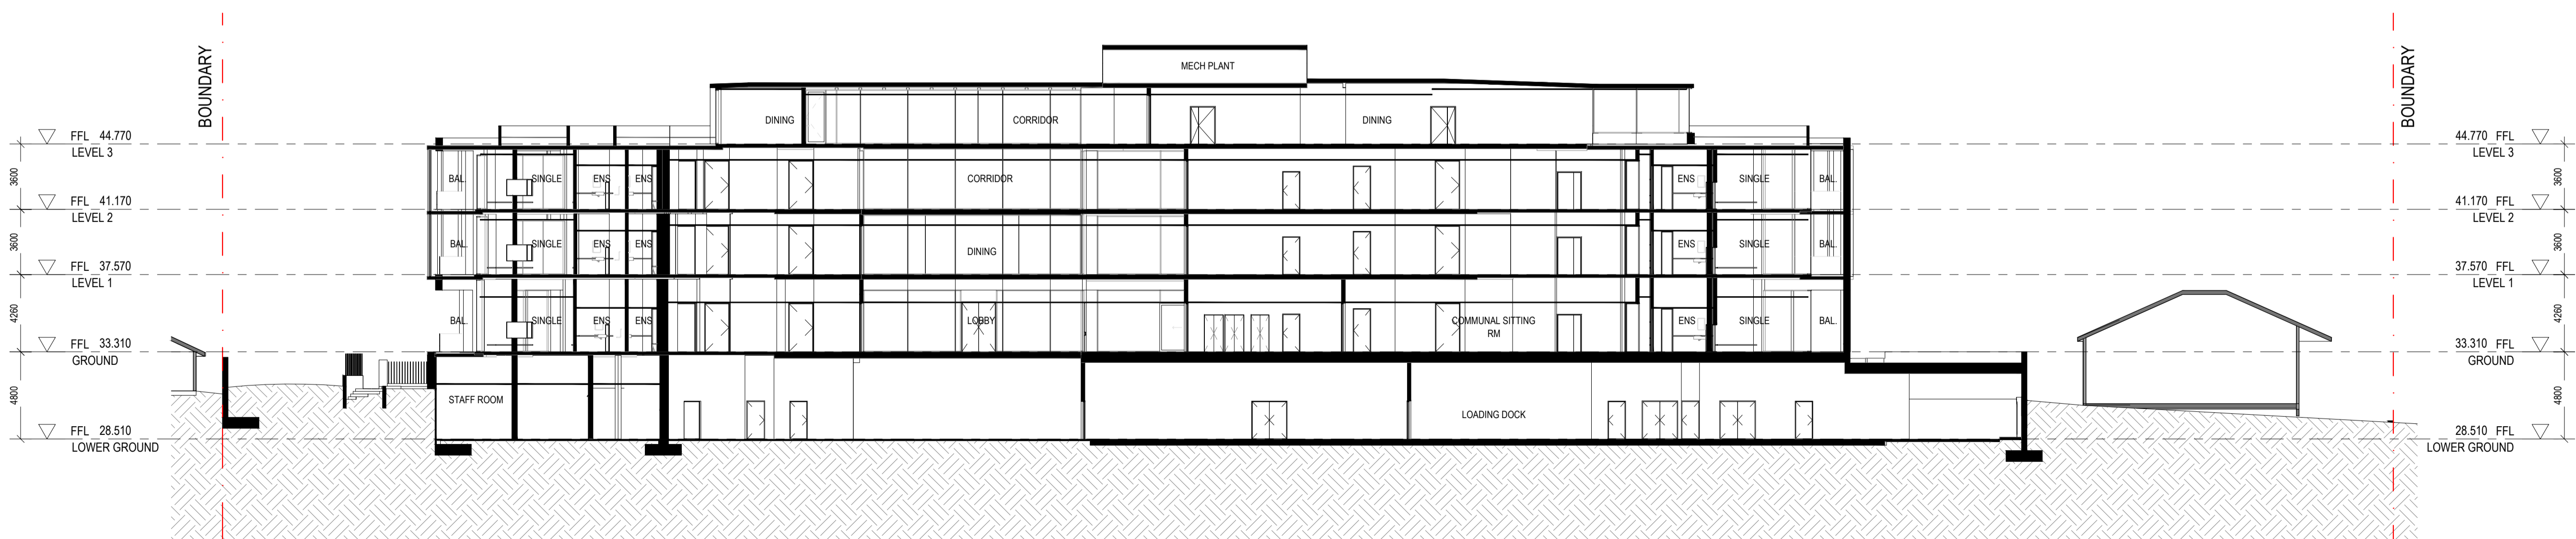 BOUNDARY
BOUNDARY
MECH PLANT
DINING
CORRIDOR
DINING
FFL 44.770
LEVEL 3
44.770 FFL
LEVEL 3
3600
BAL.
SINGLE
ENS
ENS
CORRIDOR
ENS
SINGLE
BAL.
3600
FFL 41.170
LEVEL 2
41.170 FFL
LEVEL 2
3600
BAL.
SINGLE
ENS
ENS
DINING
ENS
SINGLE
BAL.
3600
FFL 37.570
LEVEL 1
37.570 FFL
LEVEL 1
4260
BAL.
SINGLE
ENS
ENS
LOBBY
COMMUNAL SITTING
RM
ENS
SINGLE
BAL.
4260
FFL 33.310
GROUND
33.310 FFL
GROUND
4800
STAFF ROOM
LOADING DOCK
4800
FFL 28.510
LOWER GROUND
28.510 FFL
LOWER GROUND